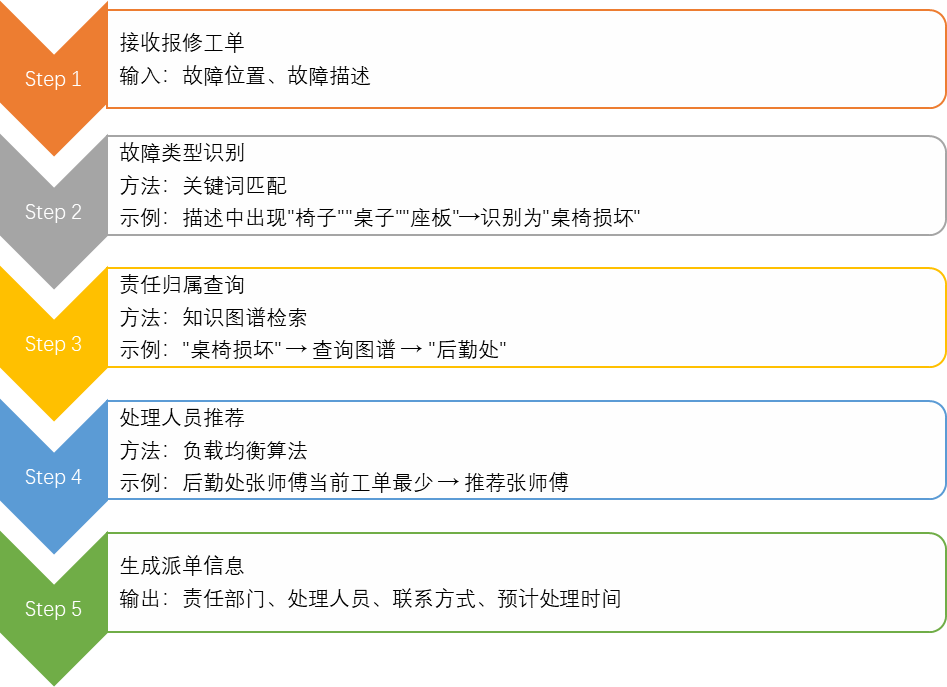 Step 1
接收报修工单
输入：故障位置、故障描述
Step 2
故障类型识别
方法：关键词匹配
示例：描述中出现"椅子""桌子""座板"→识别为"桌椅损坏"
Step 3
责任归属查询
方法：知识图谱检索
示例："桌椅损坏" → 查询图谱 → "后勤处"
Step 4
处理人员推荐
方法：负载均衡算法
示例：后勤处张师傅当前工单最少 → 推荐张师傅
Step 5
生成派单信息
输出：责任部门、处理人员、联系方式、预计处理时间